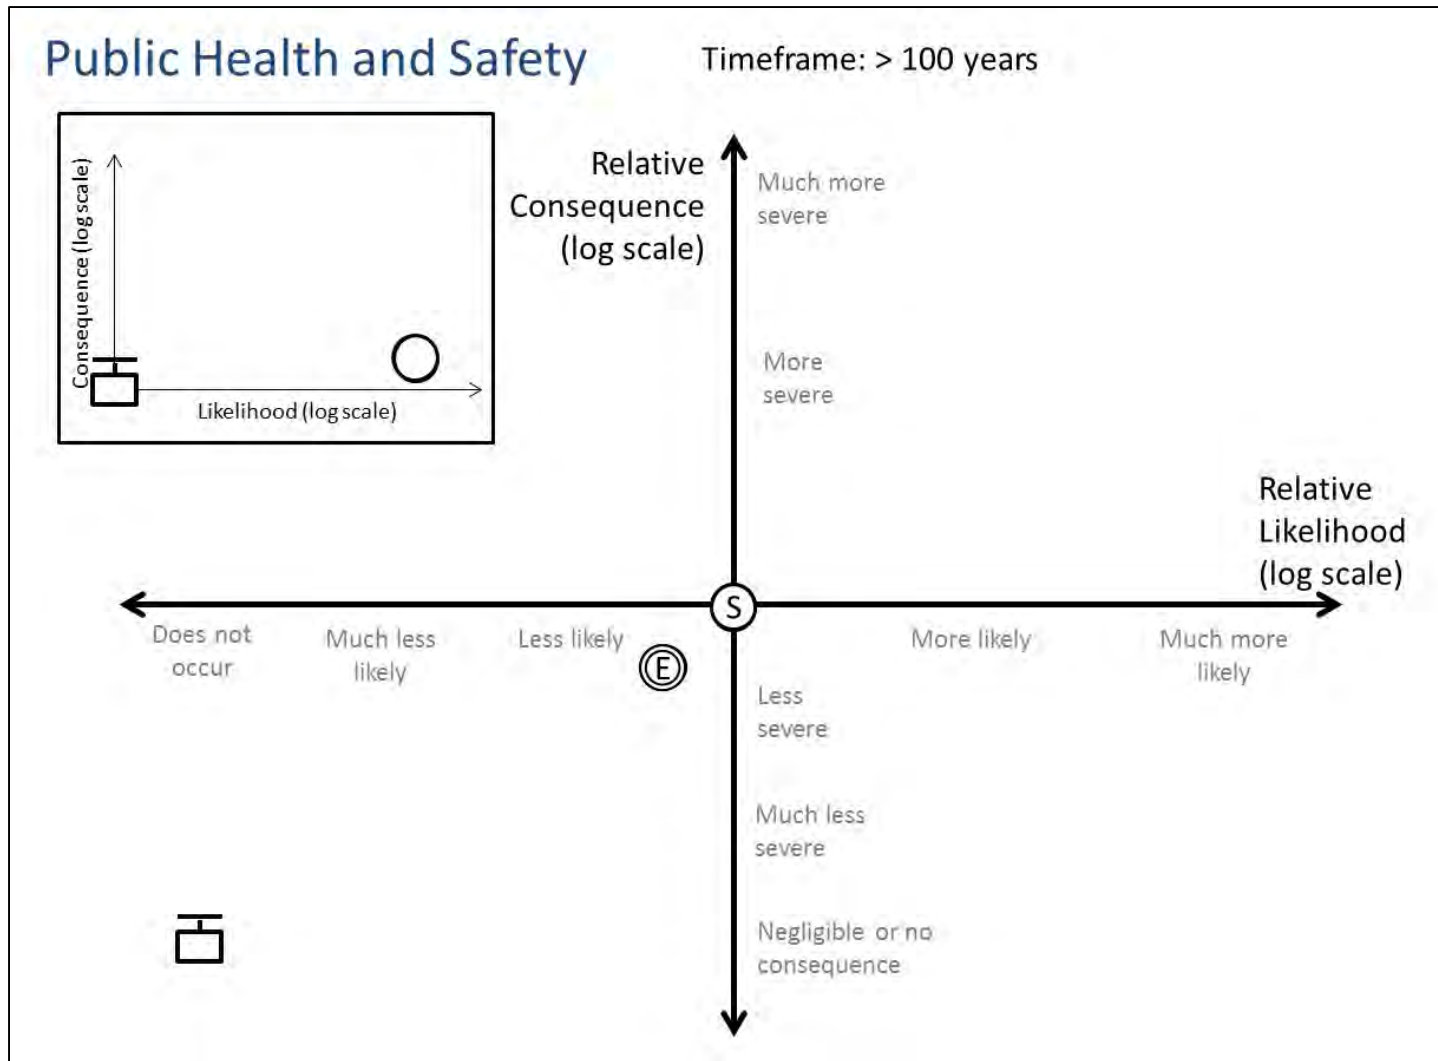 Public Health and Safety
Timeframe: > 100 years
Consequence (log scale)
Likelihood (log scale)
Relative
Consequence
(log scale)
Much more
severe
More
severe
Relative
Likelihood
(log scale)
S
Does not
occur
Much less
likely
Less likely
E
More likely
Much more
likely
Less
severe
Much less
severe
Negligible or no
consequence